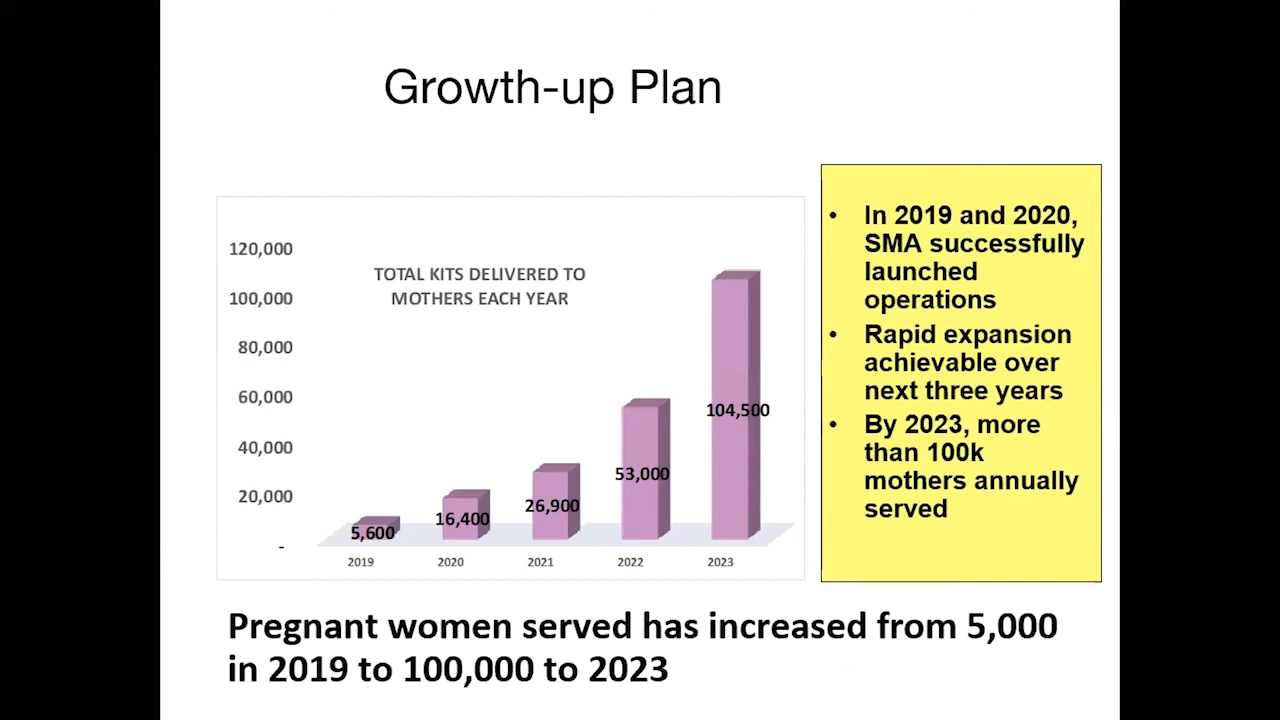 Growth-up Plan
TOTAL KITS DELIVERED TO
MOTHERS EACH YEAR
120,000
100,000
80,000
60,000
40,000
20,000
-
5,600
16,400
26,900
53,000
104,500
2019
2020
2021
2022
2023
• In 2019 and 2020,
SMA successfully
launched
operations
• Rapid expansion
achievable over
next three years
• By 2023, more
than 100k
mothers annually
served
Pregnant women served has increased from 5,000
in 2019 to 100,000 to 2023